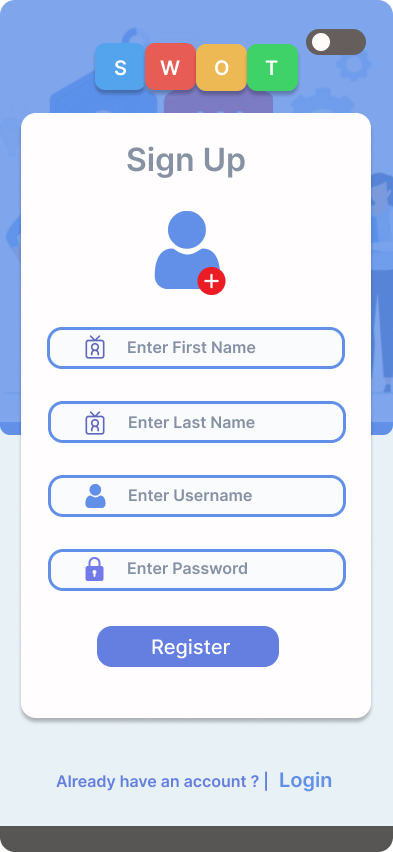 S W O T
Sign Up
Enter First Name
Enter Last Name
Enter Username
Enter Password
Register
Already have an account ? | Login